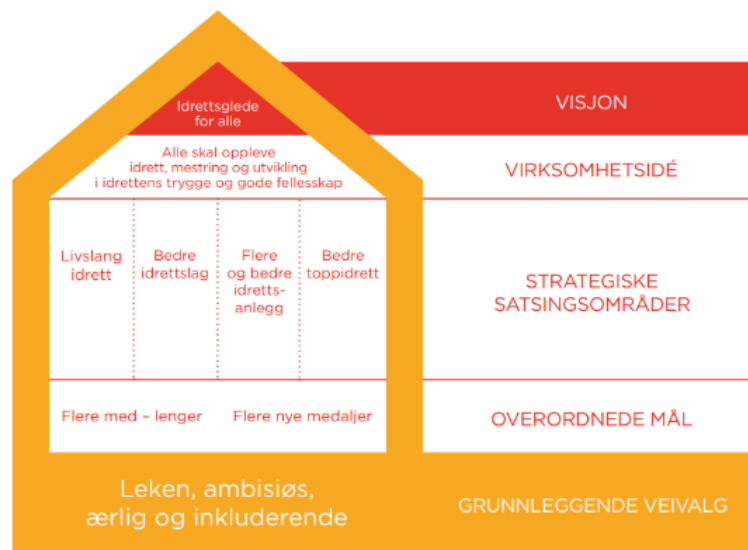 Idrettsglede
for alle
VISJON
Alle skal oppleve
idrett, mestring og utvikling
i idrettens trygge og gode fellesskap
VIRKSOMHETSIDÉ
Livslang
idrett
Bedre
idrettslag
Flere
og bedre
idretts-
anlegg
Bedre
toppidrett
STRATEGISKE
SATSINGSOMRÅDER
Flere med – lenger
Flere nye medaljer
OVERORDNEDE MÅL
Leken, ambisiøs,
ærlig og inkluderende
GRUNNLEGGENDE VEIVALG